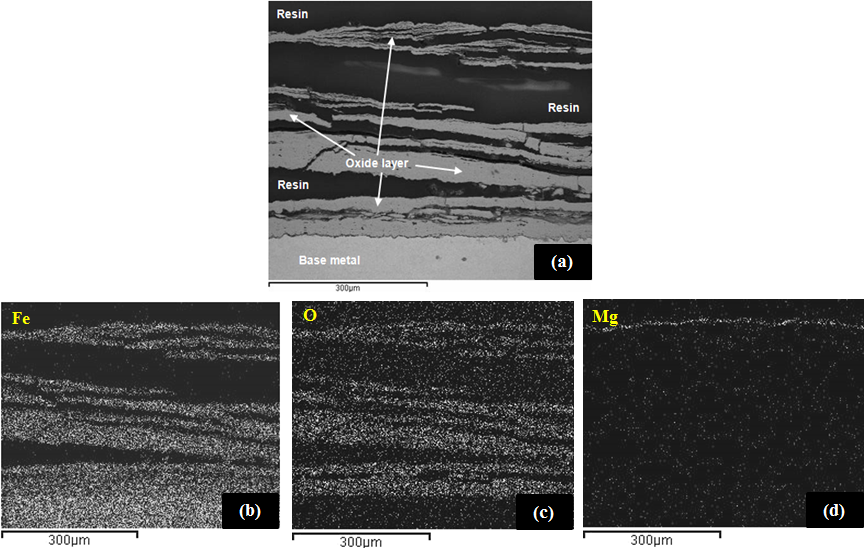 Resin
Resin
Oxide layer
Resin
Base metal
(a)
300µm
Fe
(b)
300µm
O
(c)
300µm
Mg
(d)
300µm